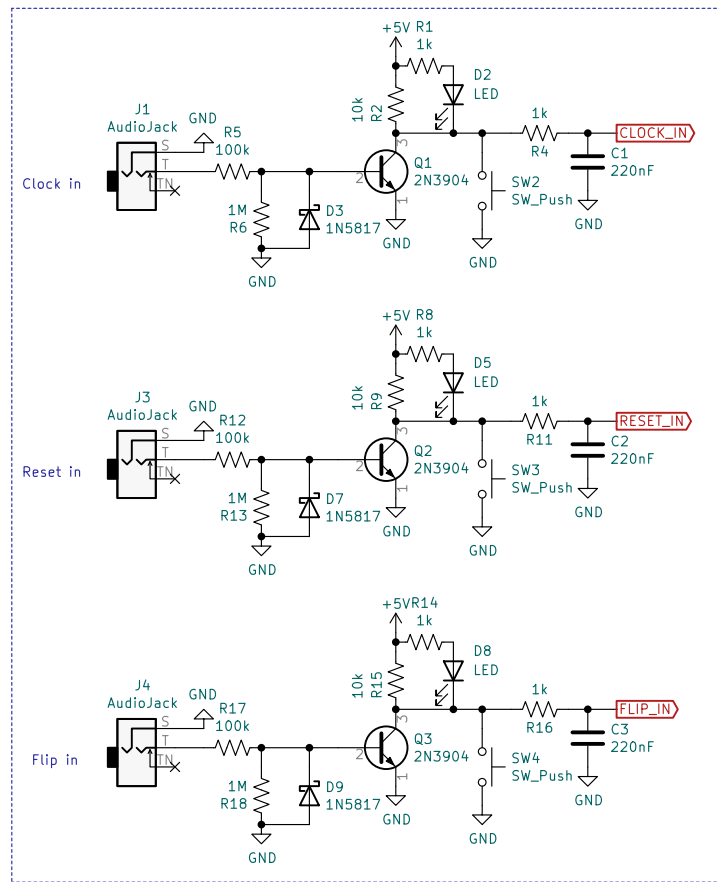 +5V R1
1k
D2
LED
10k
R2
J1
AudioJack
GND
R5
100k
1k
R4
CLOCK_IN
S
T
TN
3
2
1
Q1
2N3904
C1
220nF
Clock in
SW2
SW_Push
1M
R6
D3
1N5817
GND
GND
GND
GND
+5V R8
1k
D5
LED
10k
R9
J3
AudioJack
GND
R12
100k
1k
R11
RESET_IN
S
T
TN
3
2
1
Q2
2N3904
C2
220nF
Reset in
SW3
SW_Push
1M
R13
D7
1N5817
GND
GND
GND
GND
+5V R14
1k
D8
LED
10k
R15
J4
AudioJack
GND
R17
100k
1k
R16
FLIP_IN
S
T
TN
3
2
1
Q3
2N3904
C3
220nF
Flip in
SW4
SW_Push
1M
R18
D9
1N5817
GND
GND
GND
GND